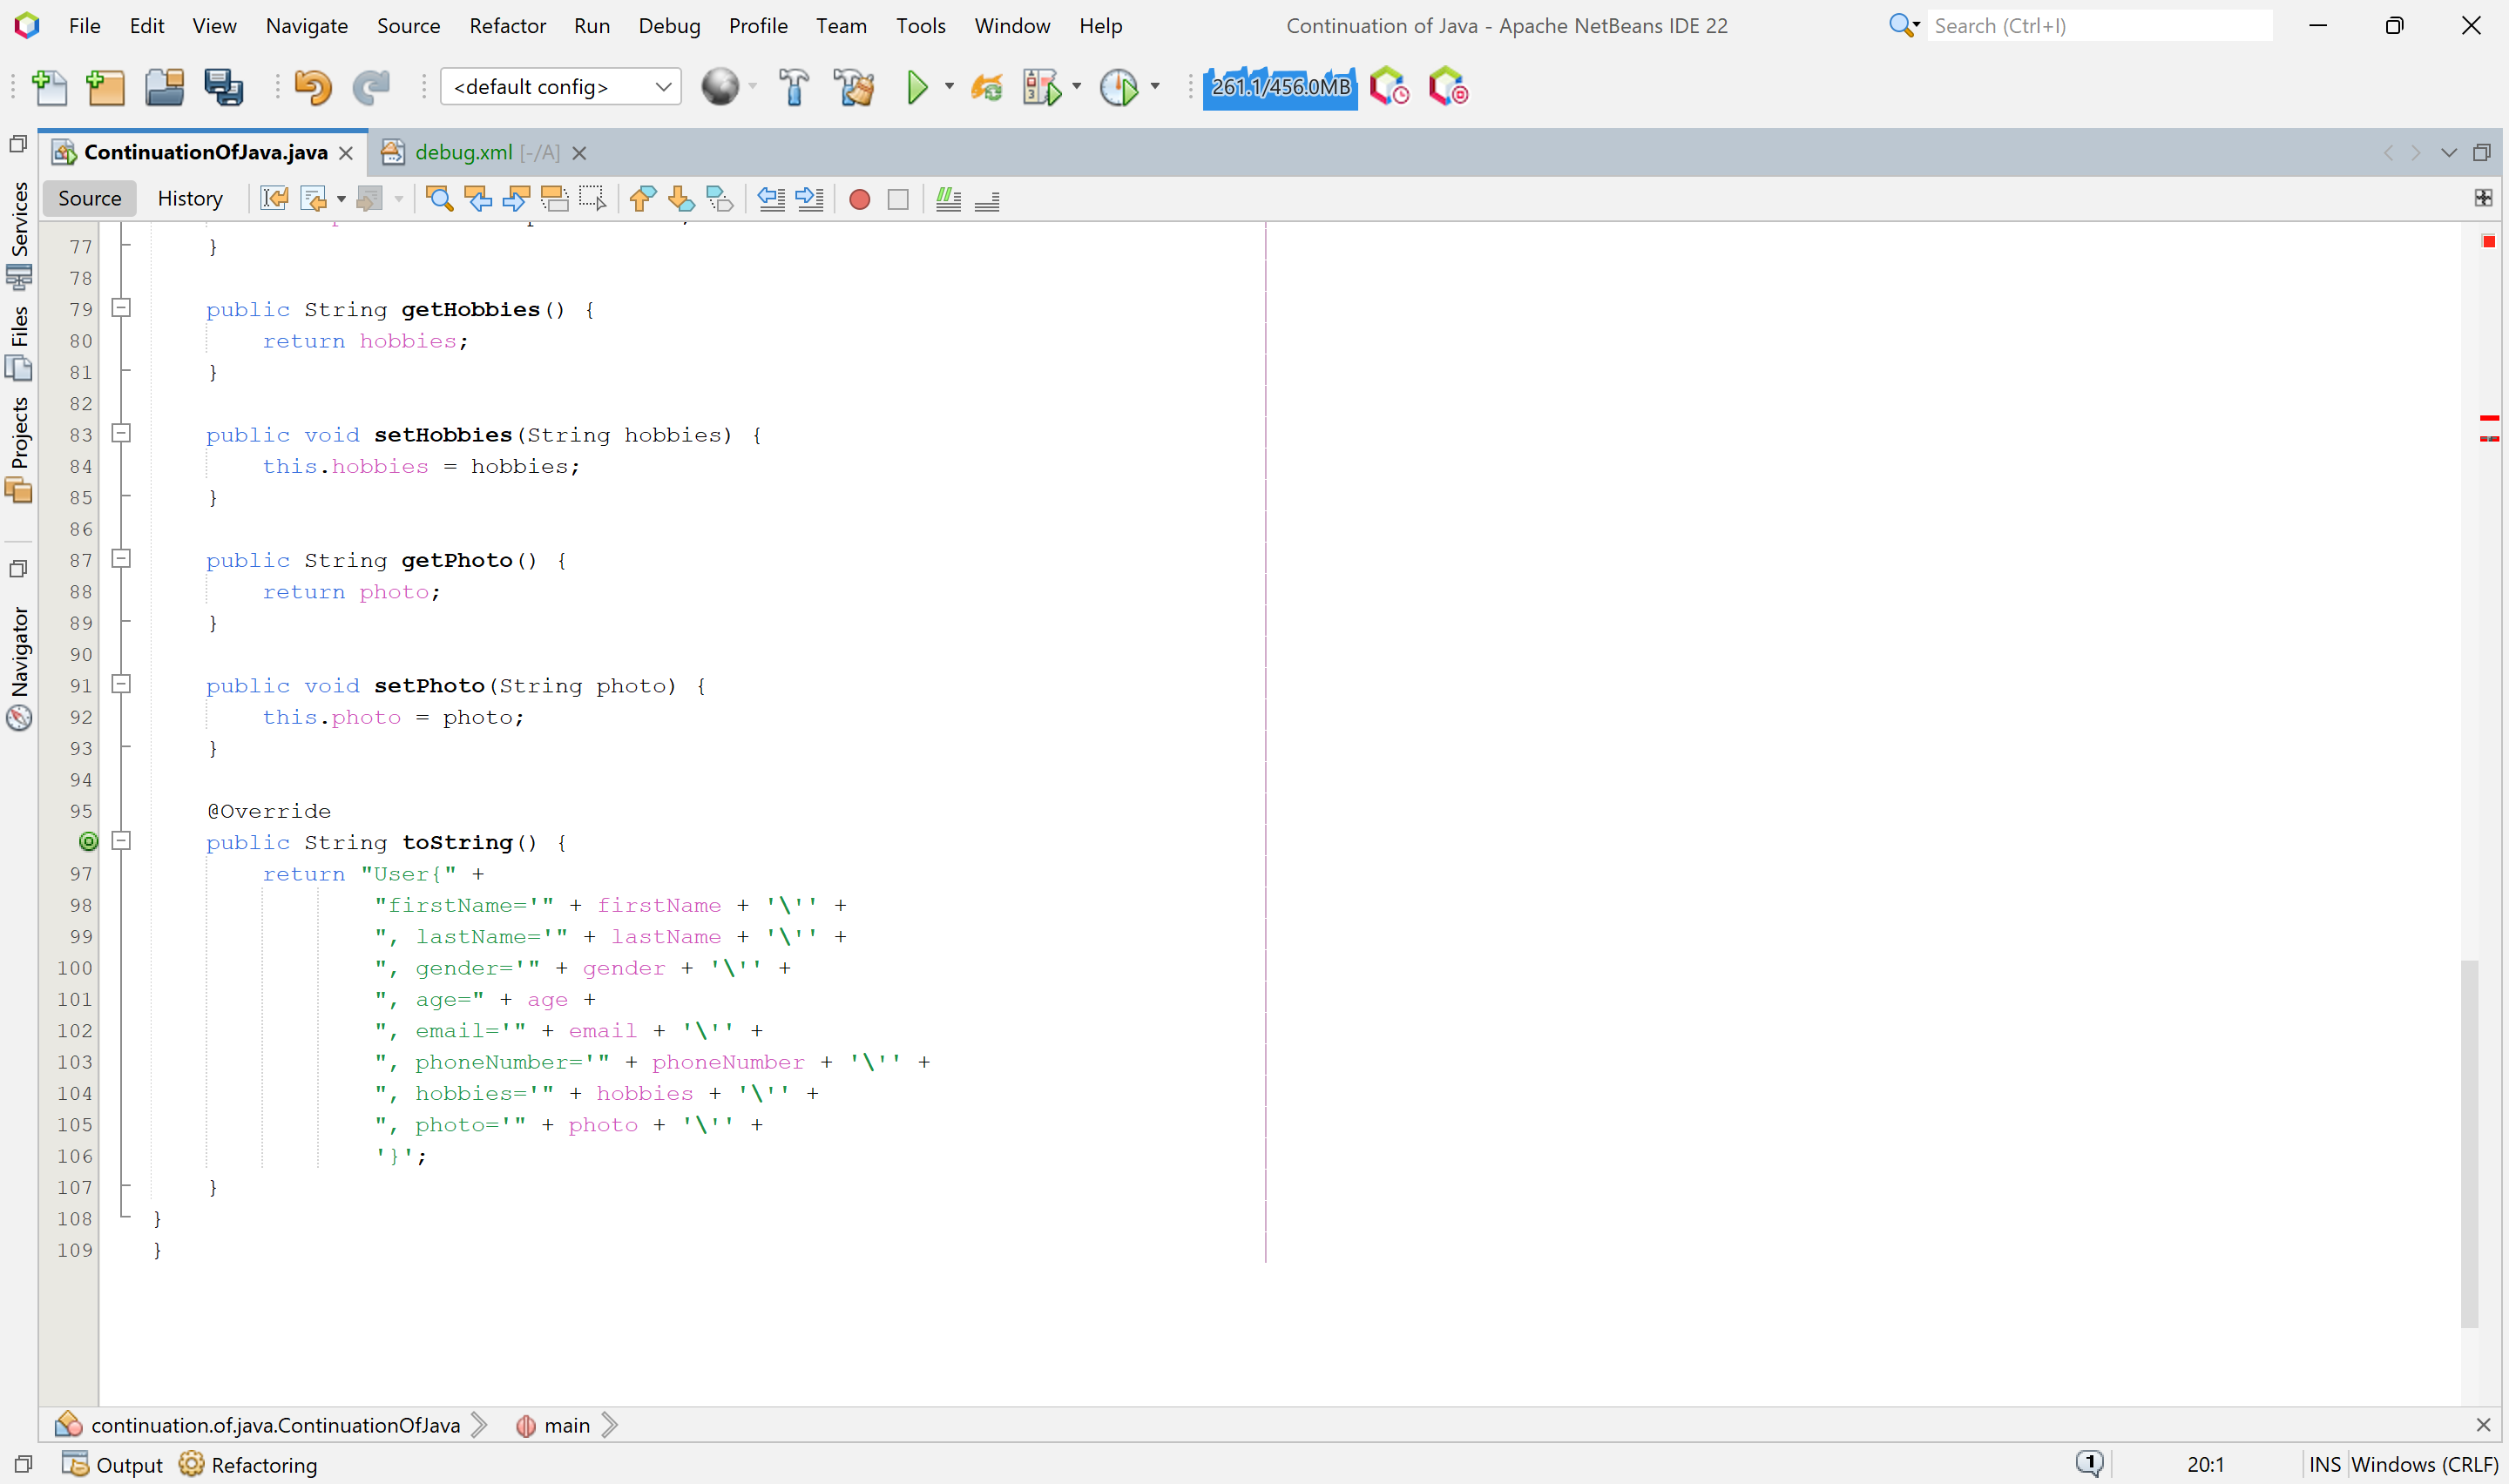 File Edit View Navigate Source Refactor Run Debug Profile Team Tools Window Help
Continuation of Java - Apache NetBeans IDE 22
Search (Ctrl+I)
<default config>
261.1/456.0MB
ContinuationOfJava.java
debug.xml [-/A]
Source History
Services
Files
Projects
Navigator
77 }
78
79 public String getHobbies() {
80 return hobbies;
81 }
82
83 public void setHobbies(String hobbies) {
84 this.hobbies = hobbies;
85 }
86
87 public String getPhoto() {
88 return photo;
89 }
90
91 public void setPhoto(String photo) {
92 this.photo = photo;
93 }
94
95 @Override
public String toString() {
97 return "User{" +
98 "firstName='" + firstName + '\'' +
99 ", lastName='" + lastName + '\'' +
100 ", gender='" + gender + '\'' +
101 ", age=" + age +
102 ", email='" + email + '\'' +
103 ", phoneNumber='" + phoneNumber + '\'' +
104 ", hobbies='" + hobbies + '\'' +
105 ", photo='" + photo + '\'' +
106 '}';
107 }
108 }
109 }
continuation.of.java.ContinuationOfJava
main
Output
Refactoring
1
20:1
INS
Windows (CRLF)